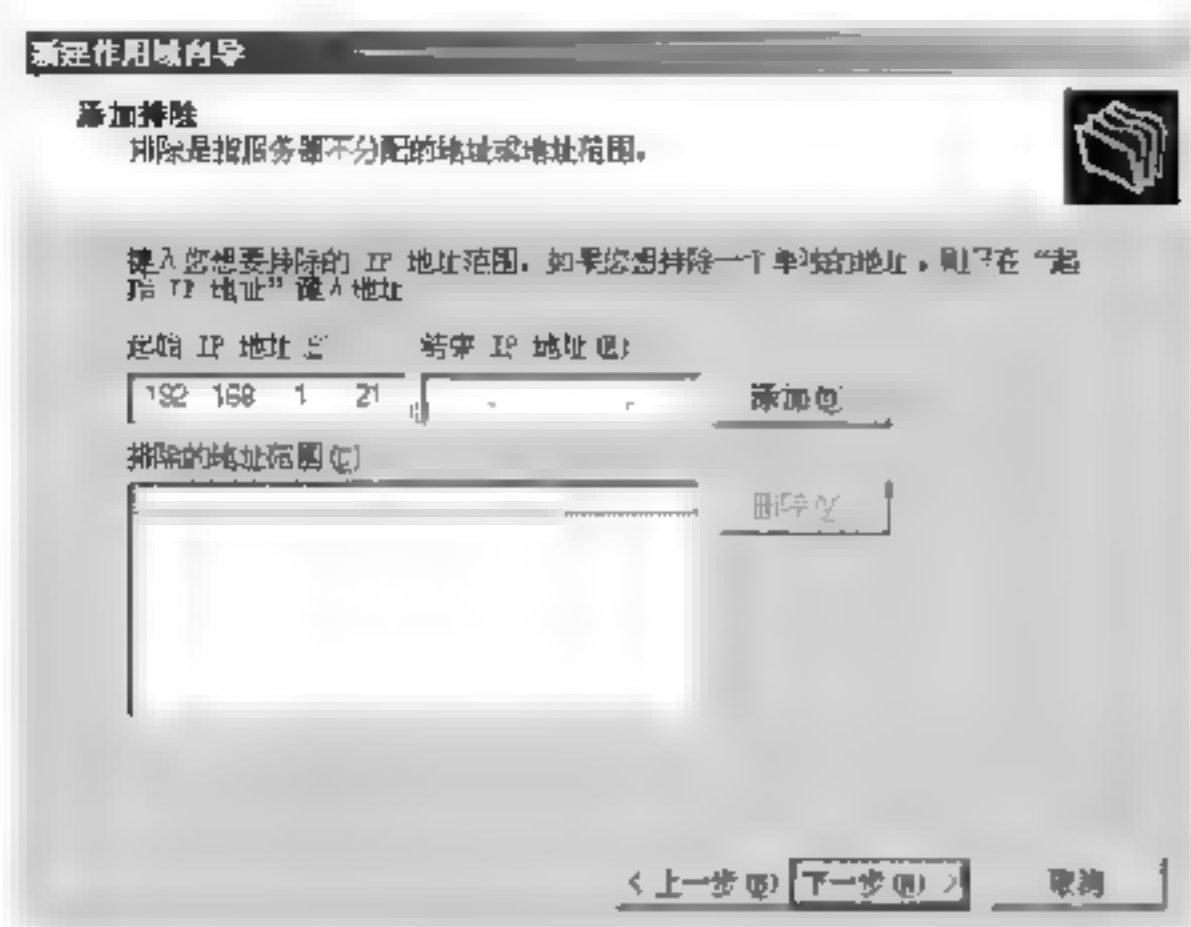 新建作用域向导
添加排除
排除是指服务器不分配的地址或地址范围。
键入您想要排除的 IP 地址范围。如果您想排除一个单独的地址，则只在“起
始 IP 地址”键入地址
起始 IP 地址(S) 结束 IP 地址(E)
192 168 1 21 添加(D)
排除的地址范围(C)
删除(V)
< 上一步(B) 下一步(N) > 取消